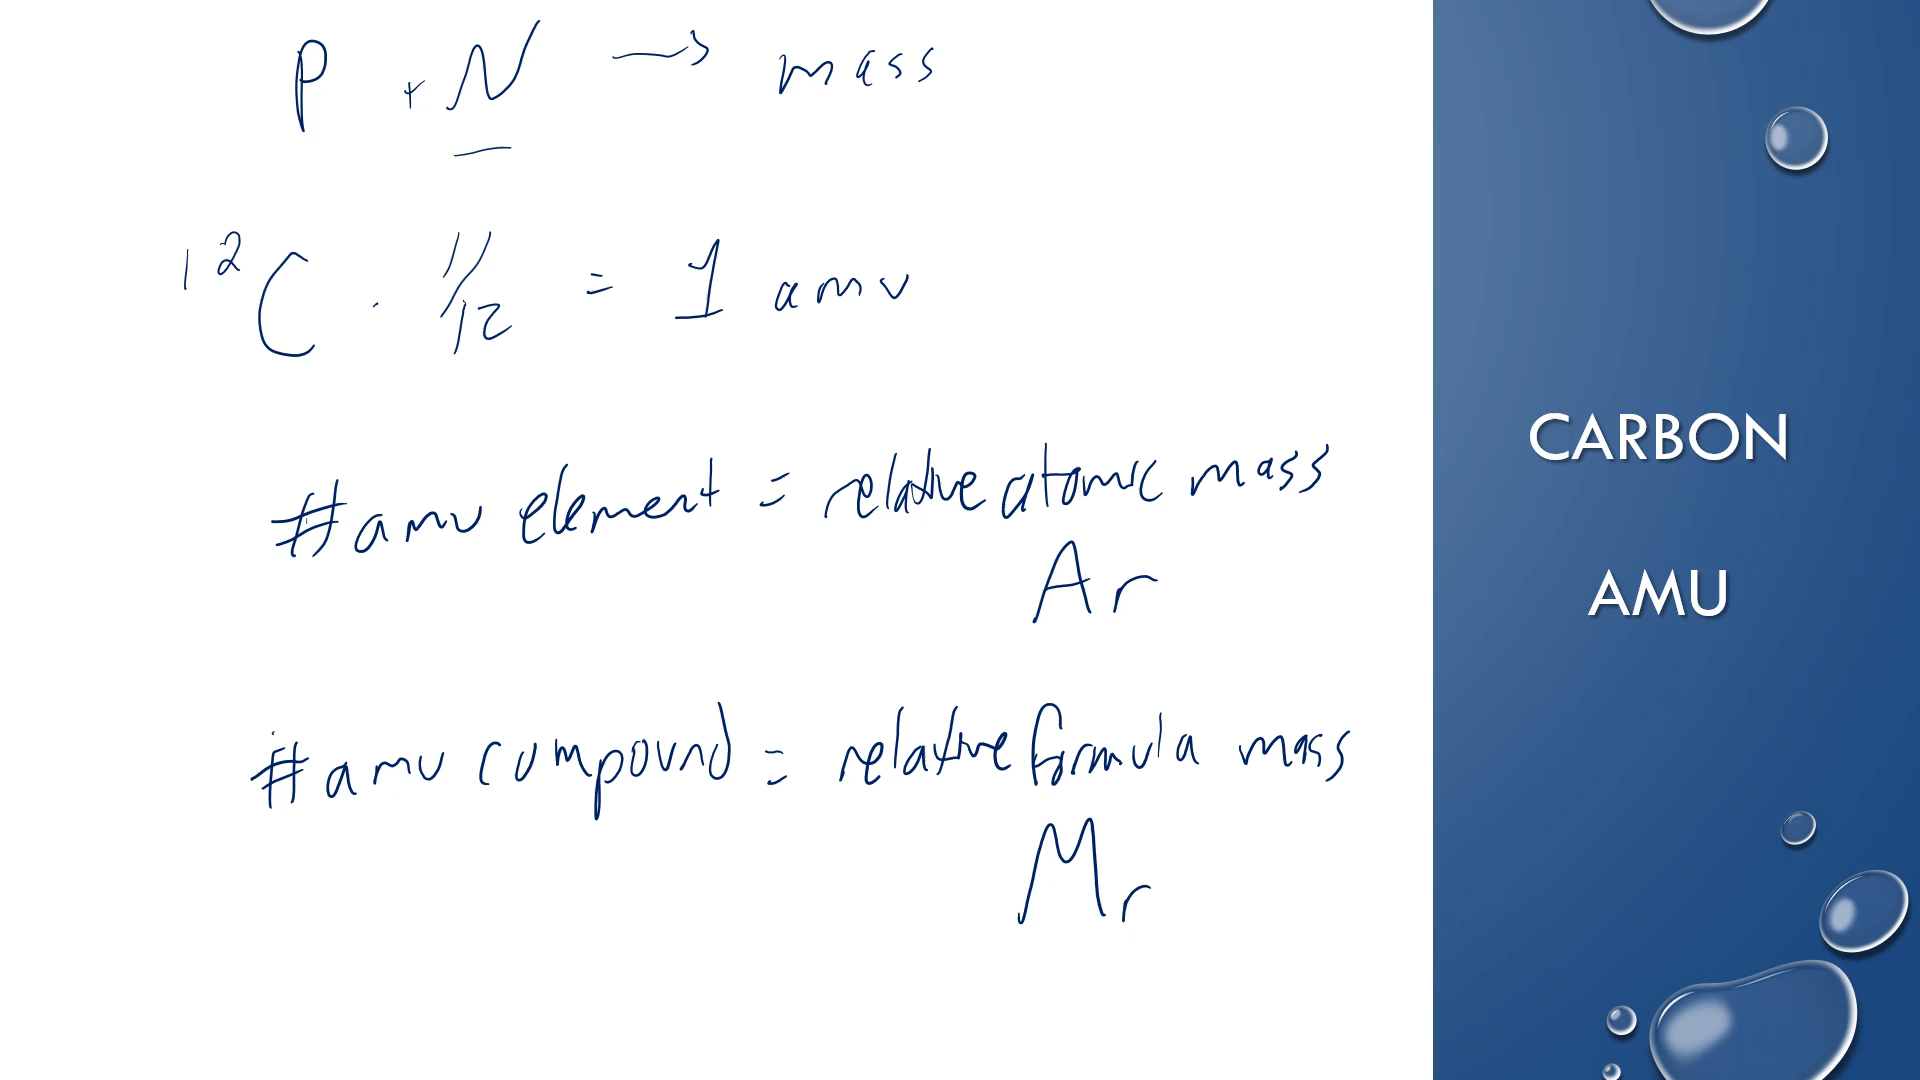 P + N → mass
12C · 1/12 = 1 amu
#amu element = relative atomic mass
Ar
#amu compound = relative formula mass
Mr
CARBON
AMU